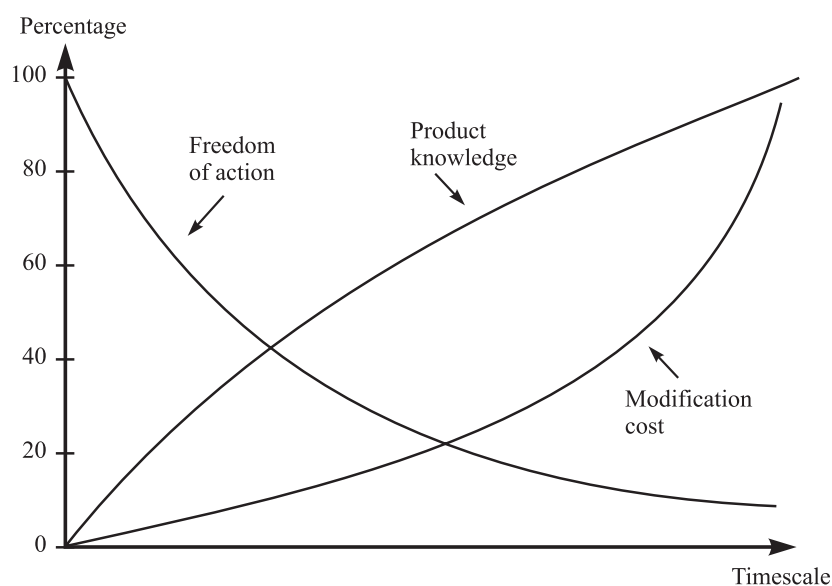 Percentage
100
80
60
40
20
0
Freedom
of action
Product
knowledge
Modification
cost
Timescale